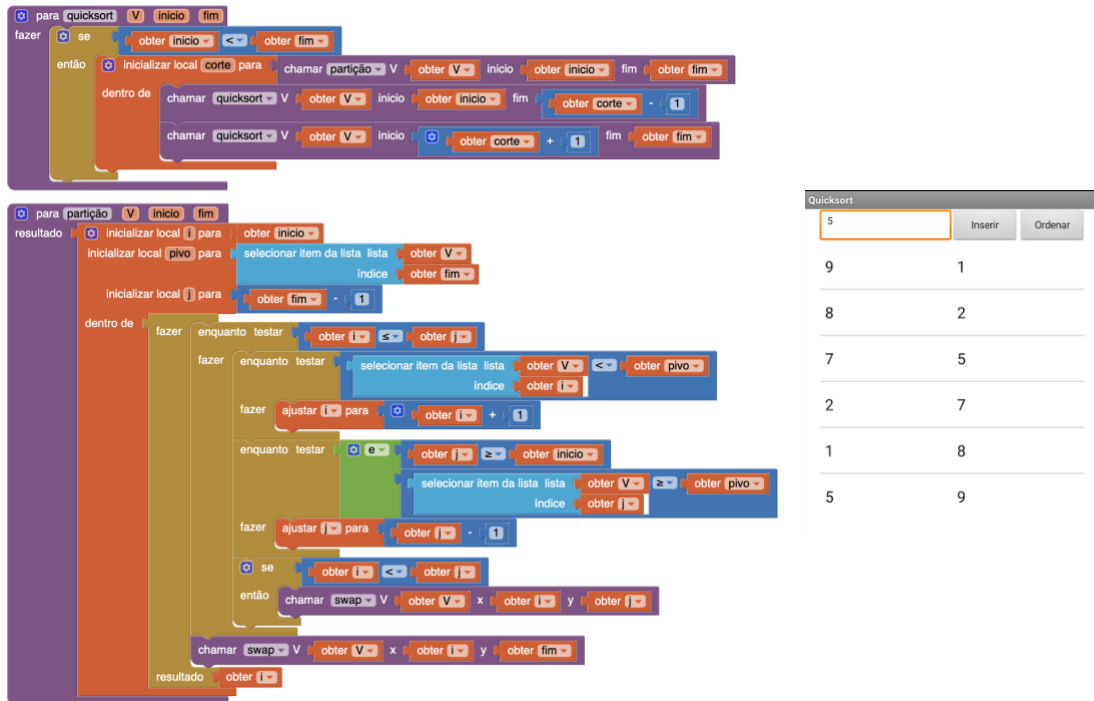 para quicksort V inicio fim
fazer se obter inicio < obter fim
então inicializar local corte para chamar partição V obter V inicio obter inicio fim obter fim
dentro de chamar quicksort V obter V inicio obter inicio fim obter corte - 1
chamar quicksort V obter V inicio obter corte + 1 fim obter fim
para partição V inicio fim
resultado inicializar local i para obter inicio
inicializar local pivo para selecionar item da lista lista obter V
índice obter fim
inicializar local j para obter fim - 1
dentro de fazer enquanto testar obter i ≤ obter j
fazer enquanto testar selecionar item da lista lista obter V < obter pivo
índice obter i
fazer ajustar i para obter i + 1
enquanto testar e obter j ≥ obter inicio
selecionar item da lista lista obter V ≥ obter pivo
índice obter j
fazer ajustar j para obter j - 1
se obter i < obter j
então chamar swap V obter V x obter i y obter j
chamar swap V obter V x obter i y obter fim
resultado obter i
Quicksort
5 Inserir Ordenar
9 1
8 2
7 5
2 7
1 8
5 9